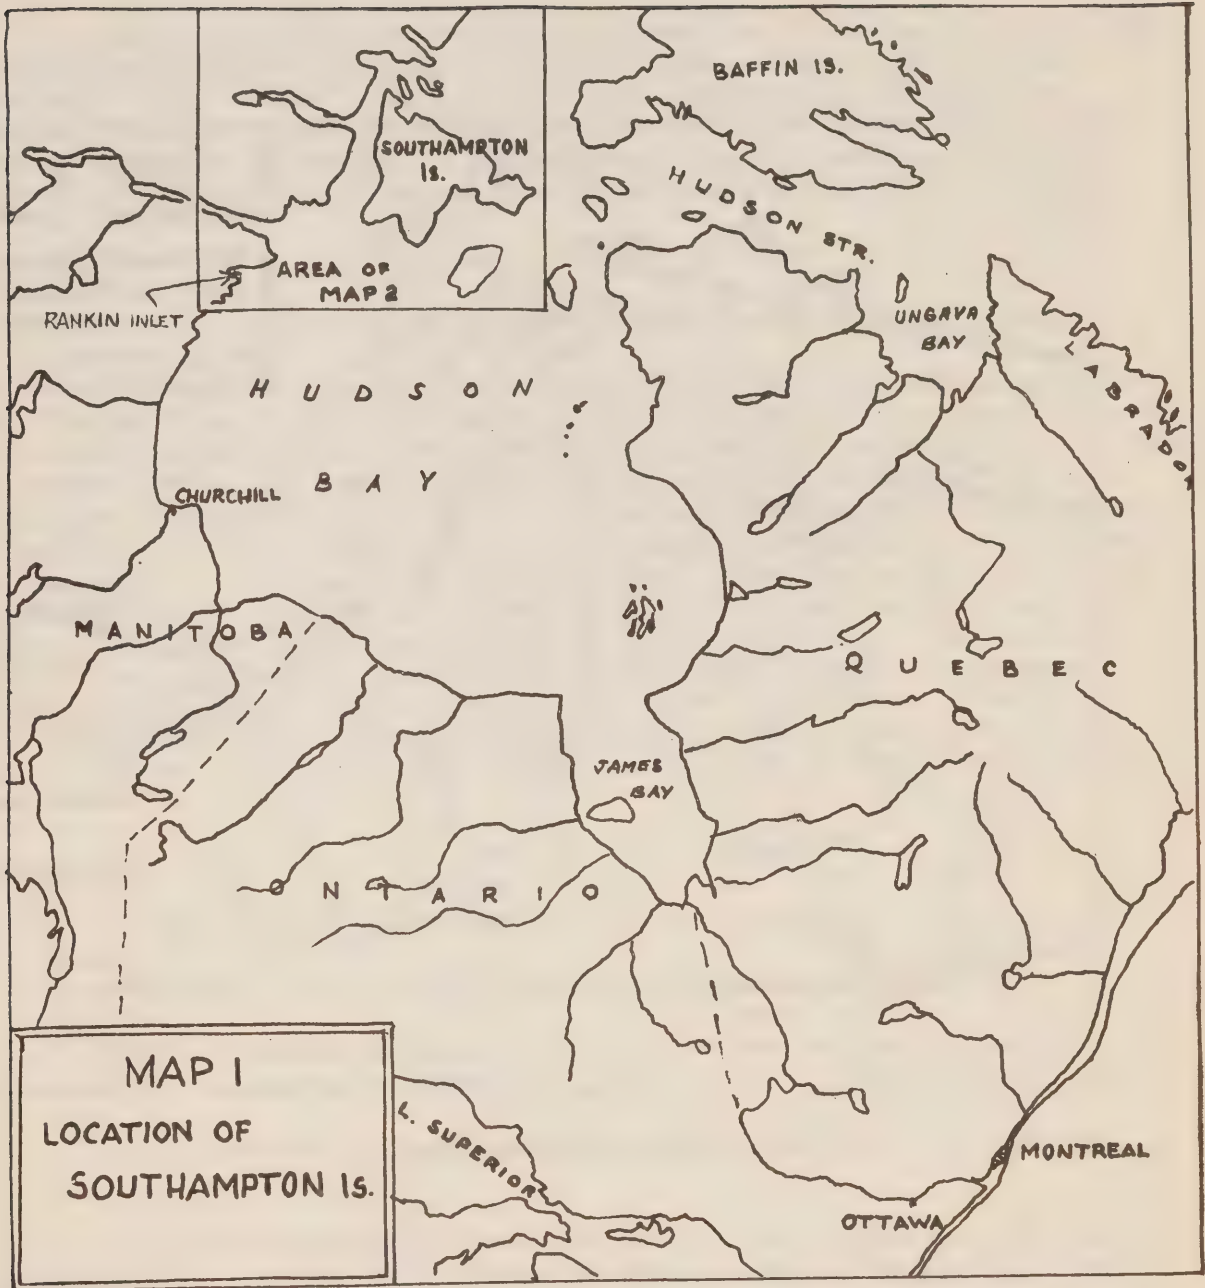 BAFFIN IS.
SOUTHAMPTON
Is.
HUDSON STR.
AREA OF
MAP 2
RANKIN INLET
UNGAVA
BAY
LABRADOR
HUDSON
BAY
CHURCHILL
MANITOBA
QUEBEC
JAMES
BAY
ONTARIO
MAP 1
LOCATION OF
SOUTHAMPTON Is.
L. SUPERIOR
MONTREAL
OTTAWA